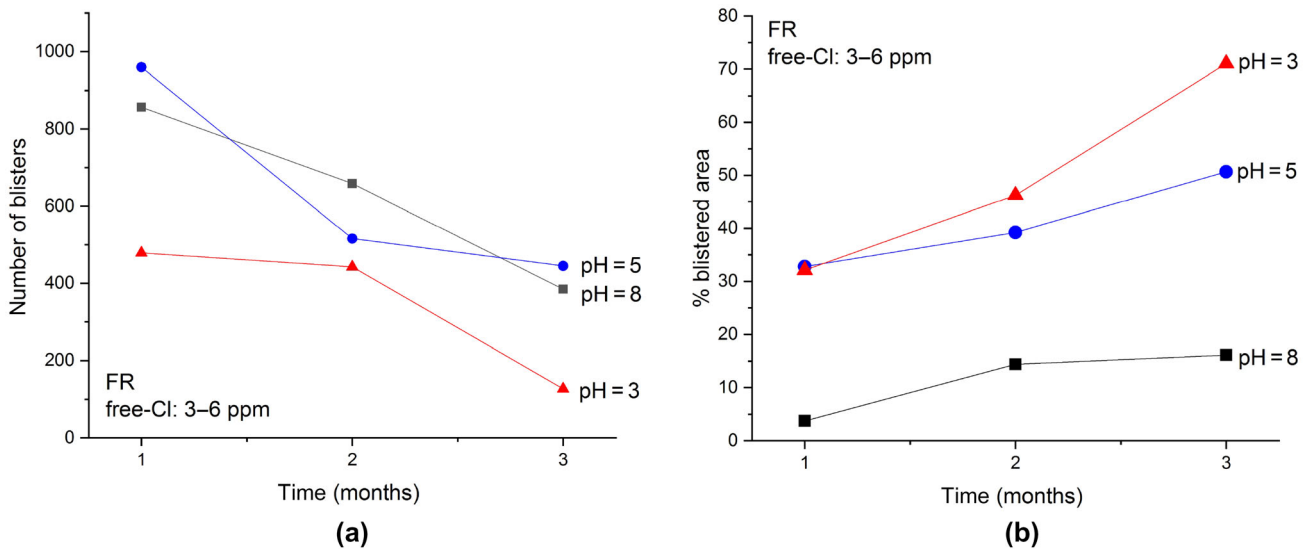 1000
800
600
400
200
0
Number of blisters
pH = 5
pH = 8
pH = 3
FR
free-Cl: 3–6 ppm
1
2
3
Time (months)
(a)
FR
free-Cl: 3–6 ppm
80
70
60
50
40
30
20
10
0
% blistered area
pH = 3
pH = 5
pH = 8
1
2
3
Time (months)
(b)